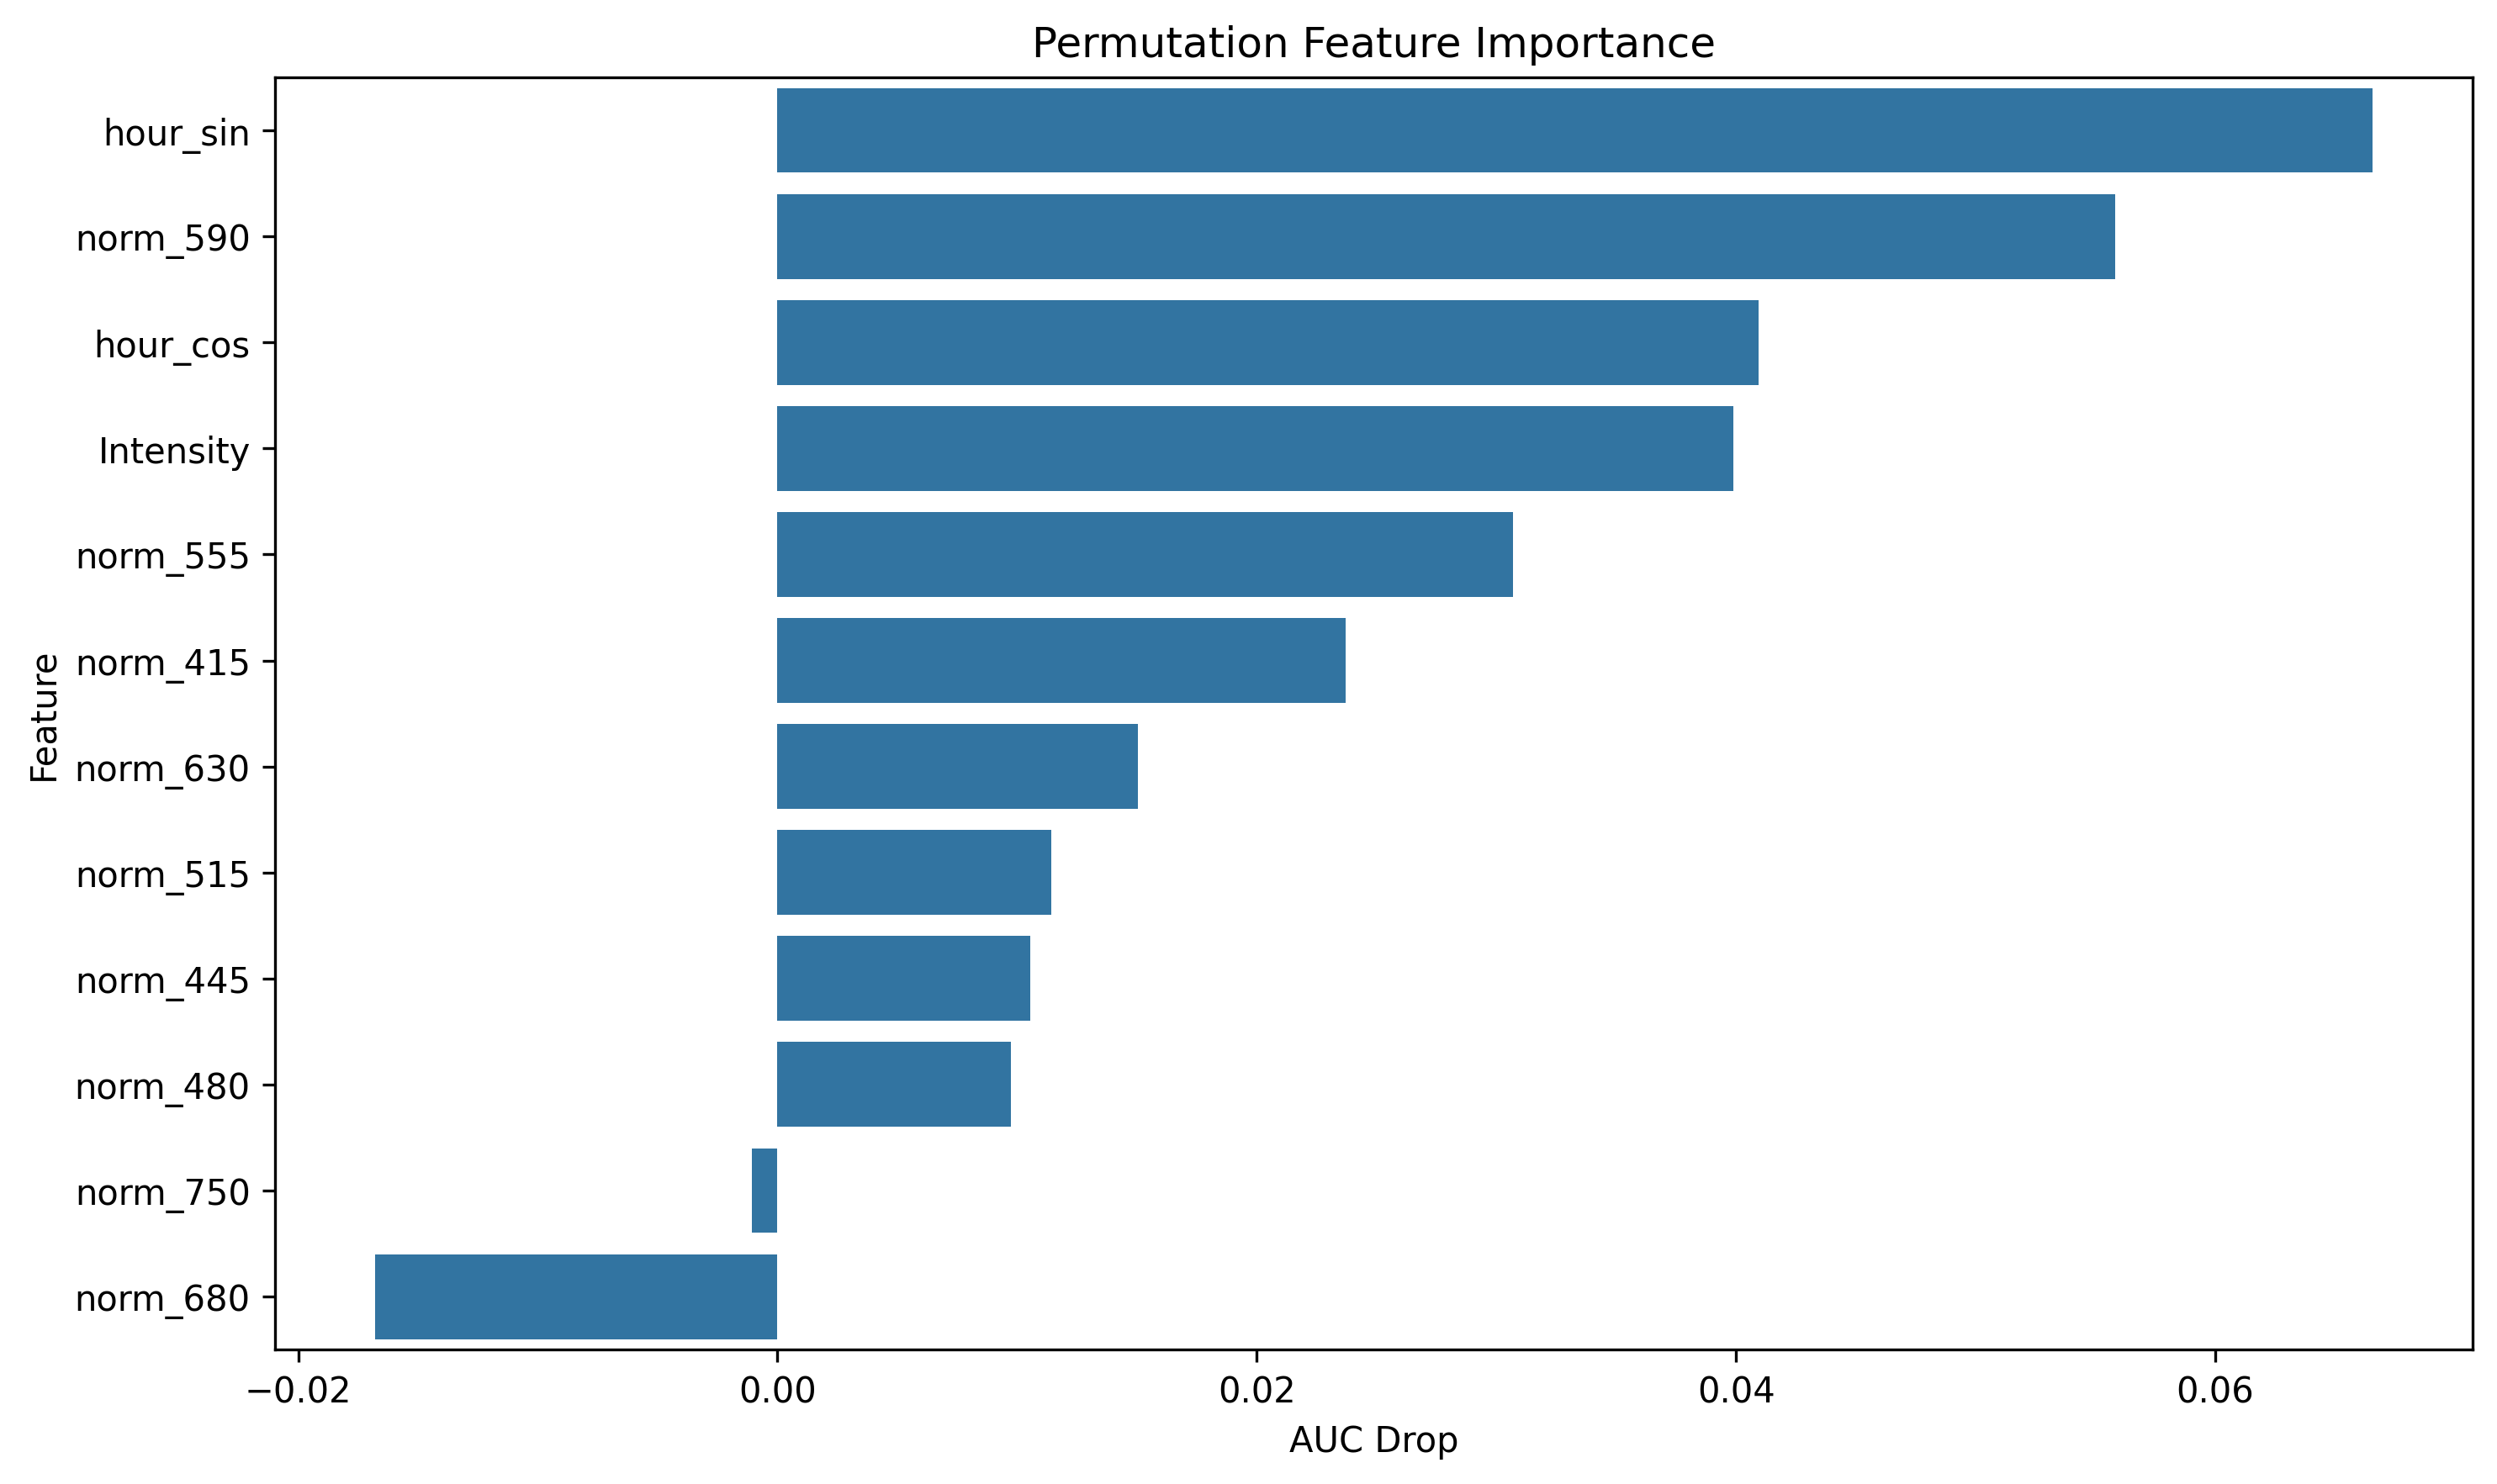 Permutation Feature Importance
hour_sin
norm_590
hour_cos
Intensity
norm_555
norm_415
norm_630
norm_515
norm_445
norm_480
norm_750
norm_680
Feature
−0.02 0.00 0.02 0.04 0.06
AUC Drop